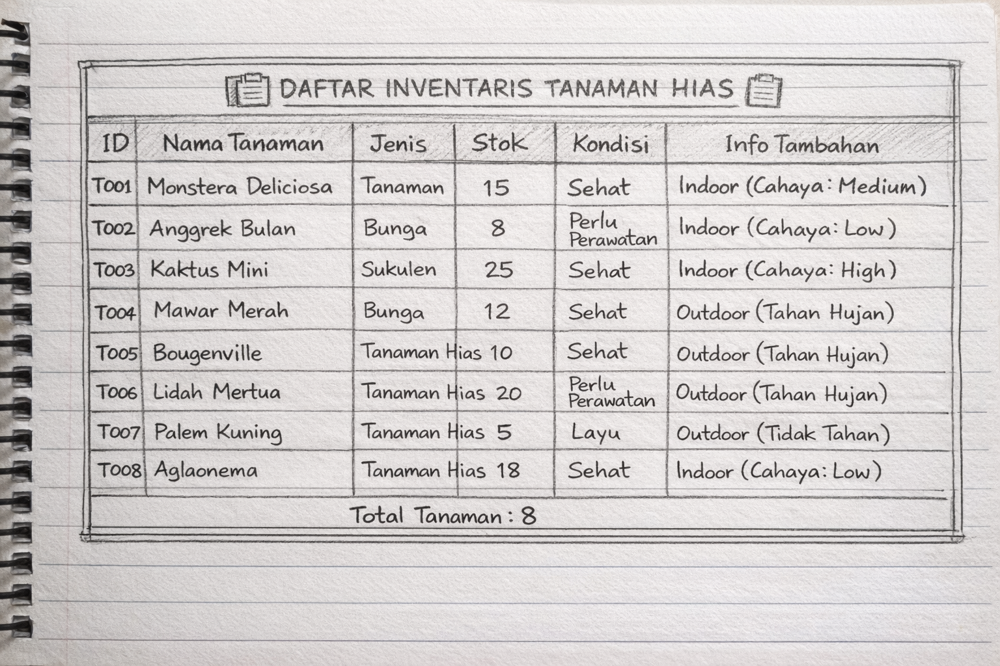 DAFTAR INVENTARIS TANAMAN HIAS
ID Nama Tanaman Jenis Stok Kondisi Info Tambahan
T001 Monstera Deliciosa Tanaman 15 Sehat Indoor (Cahaya: Medium)
T002 Anggrek Bulan Bunga 8 Perlu Perawatan Indoor (Cahaya: Low)
T003 Kaktus Mini Sukulen 25 Sehat Indoor (Cahaya: High)
T004 Mawar Merah Bunga 12 Sehat Outdoor (Tahan Hujan)
T005 Bougenville Tanaman Hias 10 Sehat Outdoor (Tahan Hujan)
T006 Lidah Mertua Tanaman Hias 20 Perlu Perawatan Outdoor (Tahan Hujan)
T007 Palem Kuning Tanaman Hias 5 Layu Outdoor (Tidak Tahan)
T008 Aglaonema Tanaman Hias 18 Sehat Indoor (Cahaya: Low)
Total Tanaman : 8